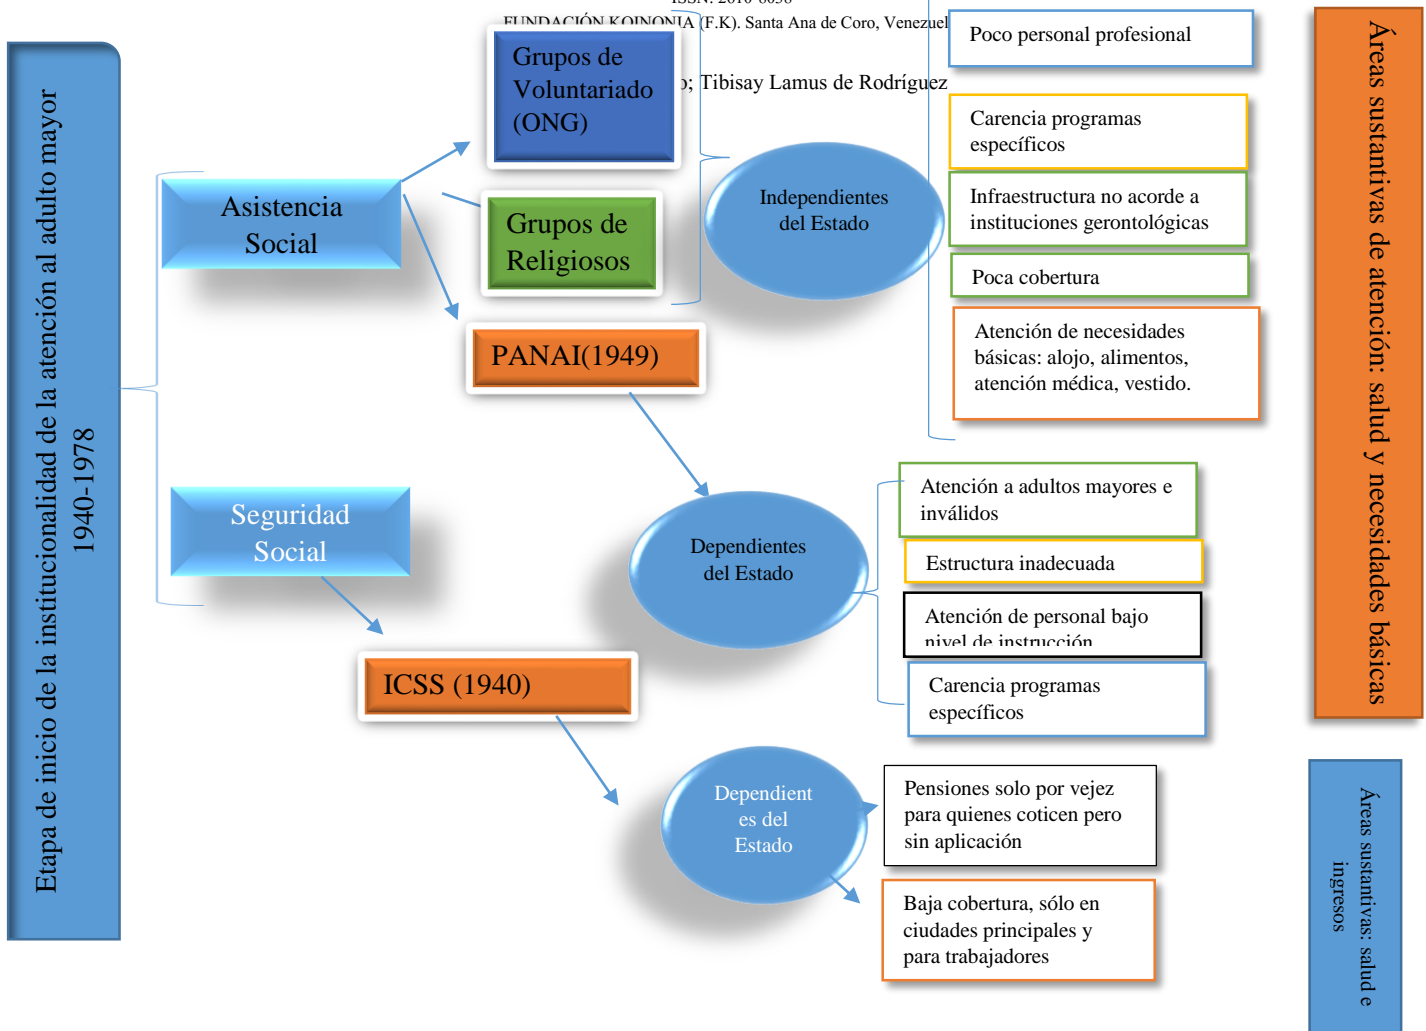 ISSN: 2610-8038
FUNDACIÓN KOINONIA (F.K). Santa Ana de Coro, Venezuel
o; Tibisay Lamus de Rodríguez
Etapa de inicio de la institucionalidad de la atención al adulto mayor
1940-1978
Asistencia
Social
Seguridad
Social
Grupos de
Voluntariado
(ONG)
Grupos de
Religiosos
PANAI(1949)
ICSS (1940)
Independientes
del Estado
Dependientes
del Estado
Dependient
es del
Estado
Poco personal profesional
Carencia programas
específicos
Infraestructura no acorde a
instituciones gerontológicas
Poca cobertura
Atención de necesidades
básicas: alojo, alimentos,
atención médica, vestido.
Atención a adultos mayores e
inválidos
Estructura inadecuada
Atención de personal bajo
nivel de instrucción
Carencia programas
específicos
Pensiones solo por vejez
para quienes coticen pero
sin aplicación
Baja cobertura, sólo en
ciudades principales y
para trabajadores
Áreas sustantivas de atención: salud y necesidades básicas
Áreas sustantivas: salud e
ingresos